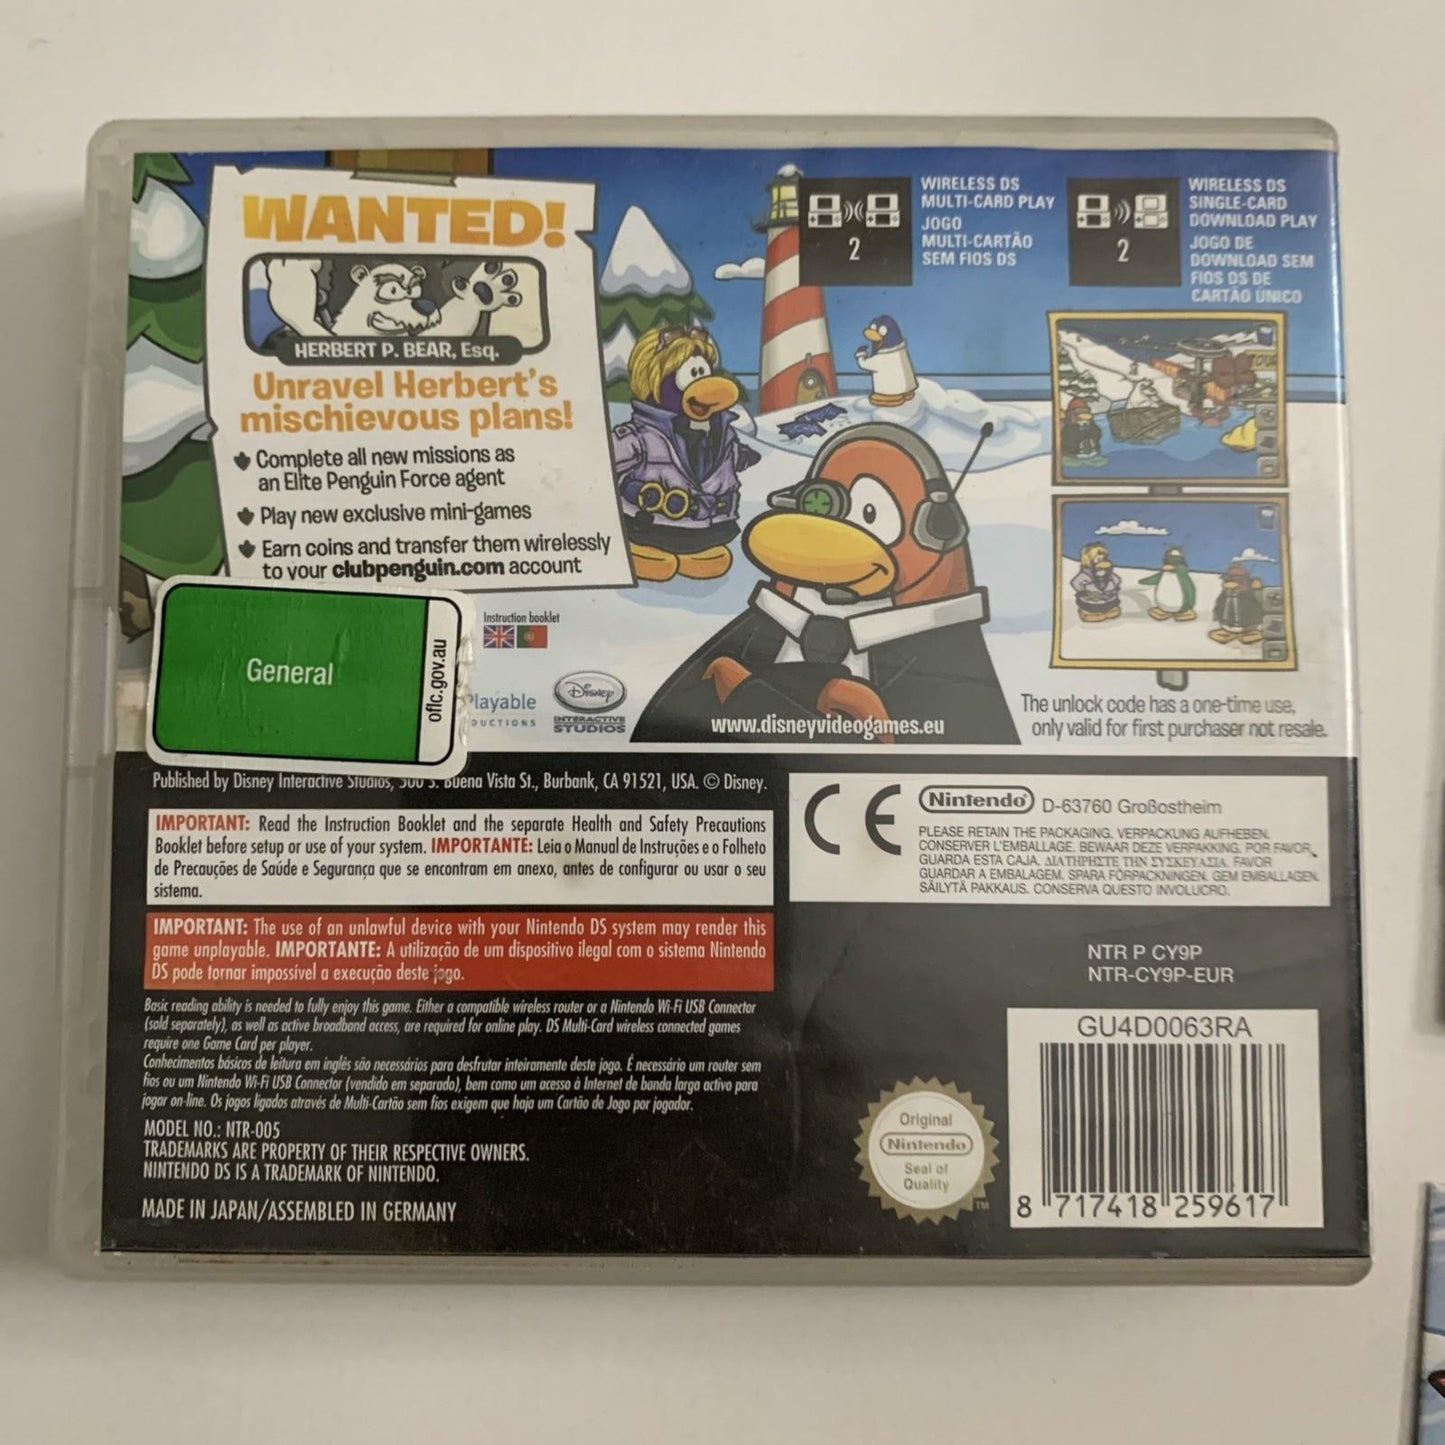 WANTED!
HERBERT P. BEAR, Esq.
Unravel Herbert's
mischievous plans!
Complete all new missions as
an Elite Penguin Force agent
Play new exclusive mini-games
Earn coins and transfer them wirelessly
to your clubpenguin.com account
2
WIRELESS DS
MULTI-CARD PLAY
JOGO
MULTI-CARTÃO
SEM FIOS DS
2
WIRELESS DS
SINGLE-CARD
DOWNLOAD PLAY
JOGO DE
DOWNLOAD SEM
FIOS DS DE
CARTÃO ÚNICO
General
oflc.gov.au
Instruction booklet
Playable
DUCTIONS
Disney
INTERACTIVE
STUDIOS
www.disneyvideogames.eu
The unlock code has a one-time use,
only valid for first purchaser not resale.
Published by Disney Interactive Studios, 500 S. Buena Vista St., Burbank, CA 91521, USA. © Disney.
IMPORTANT: Read the Instruction Booklet and the separate Health and Safety Precautions
Booklet before setup or use of your system. IMPORTANTE: Leia o Manual de Instruções e o Folheto
de Precauções de Saúde e Segurança que se encontram em anexo, antes de configurar ou usar o seu
sistema.
IMPORTANT: The use of an unlawful device with your Nintendo DS system may render this
game unplayable. IMPORTANTE: A utilização de um dispositivo ilegal com o sistema Nintendo
DS pode tornar impossível a execução deste jogo.
Basic reading ability is needed to fully enjoy this game. Either a compatible wireless router or a Nintendo Wi-Fi USB Connector
(sold separately), as well as active broadband access, are required for online play. DS Multi-Card wireless connected games
require one Game Card per player.
Conhecimentos básicos de leitura em inglês são necessários para desfrutar inteiramente deste jogo. É necessário um router sem
fios ou um Nintendo Wi-Fi USB Connector (vendido em separado), bem como um acesso à Internet de banda larga activo para
jogar on-line. Os jogos ligados através de Multi-Cartão sem fios exigem que haja um Cartão de Jogo por jogador.
MODEL NO.: NTR-005
TRADEMARKS ARE PROPERTY OF THEIR RESPECTIVE OWNERS.
NINTENDO DS IS A TRADEMARK OF NINTENDO.
MADE IN JAPAN/ASSEMBLED IN GERMANY
CE
Nintendo D-63760 Großostheim
PLEASE RETAIN THE PACKAGING. VERPACKUNG AUFHEBEN.
CONSERVER L'EMBALLAGE. BEWAAR DEZE VERPAKKING. POR FAVOR,
GUARDA ESTA CAJA. ΔΙΑΤΗΡΗΣΤΕ ΤΗΝ ΣΥΣΚΕΥΑΣΙΑ. FAVOR
GUARDAR A EMBALAGEM. SPARA FÖRPACKNINGEN. GEM EMBALLAGEN.
SÄILYTÄ PAKKAUS. CONSERVA QUESTO INVOLUCRO.
NTR P CY9P
NTR-CY9P-EUR
GU4D0063RA
8 717418 259617
Original
Nintendo
Seal of
Quality
TM